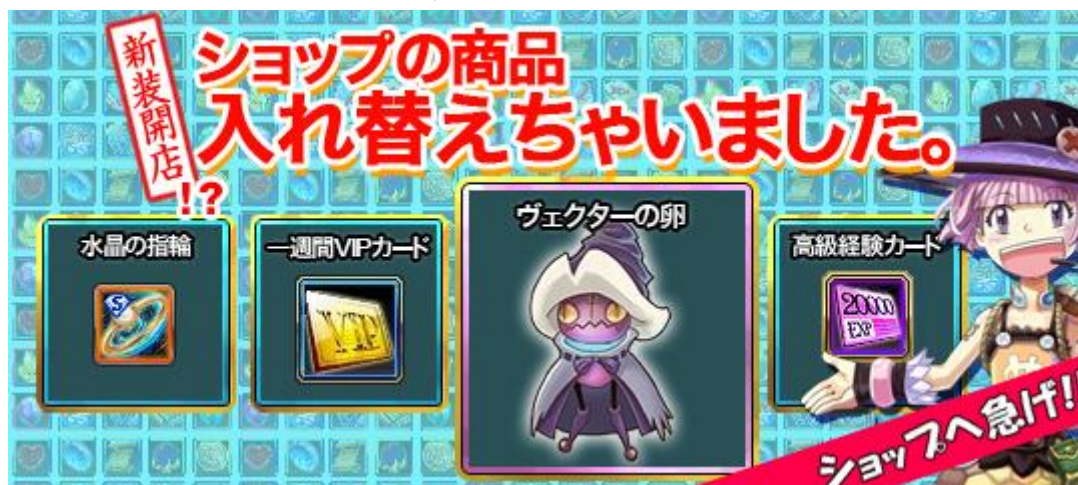 新装開店
!?
ショップの商品
入れ替えちゃいました。
水晶の指輪
一週間VIPカード
VIP
ヴェクターの卵
高級経験カード
20000
EXP
S
ショップへ急げ!!